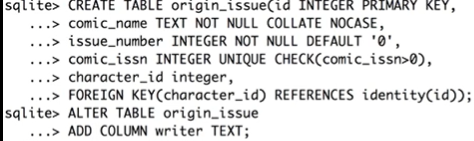 sqlite> CREATE TABLE origin_issue(id INTEGER PRIMARY KEY,
...> comic_name TEXT NOT NULL COLLATE NOCASE,
...> issue_number INTEGER NOT NULL DEFAULT '0',
...> comic_issn INTEGER UNIQUE CHECK(comic_issn>0),
...> character_id integer,
...> FOREIGN KEY(character_id) REFERENCES identity(id));
sqlite> ALTER TABLE origin_issue
...> ADD COLUMN writer TEXT;